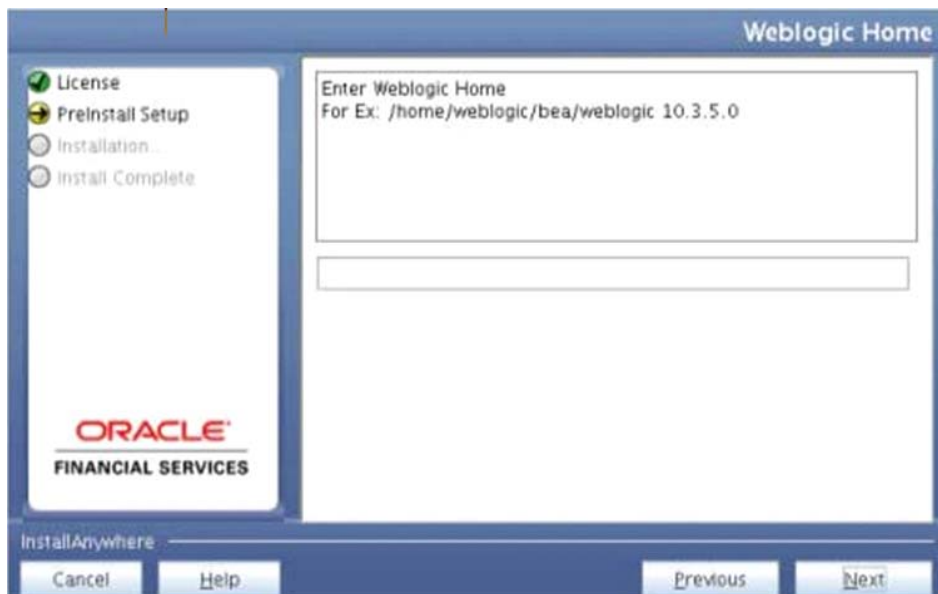 Weblogic Home
License
PreInstall Setup
Installation...
Install Complete
Enter Weblogic Home
For Ex: /home/weblogic/bea/weblogic 10.3.5.0
ORACLE
FINANCIAL SERVICES
InstallAnywhere
Cancel Help Previous Next